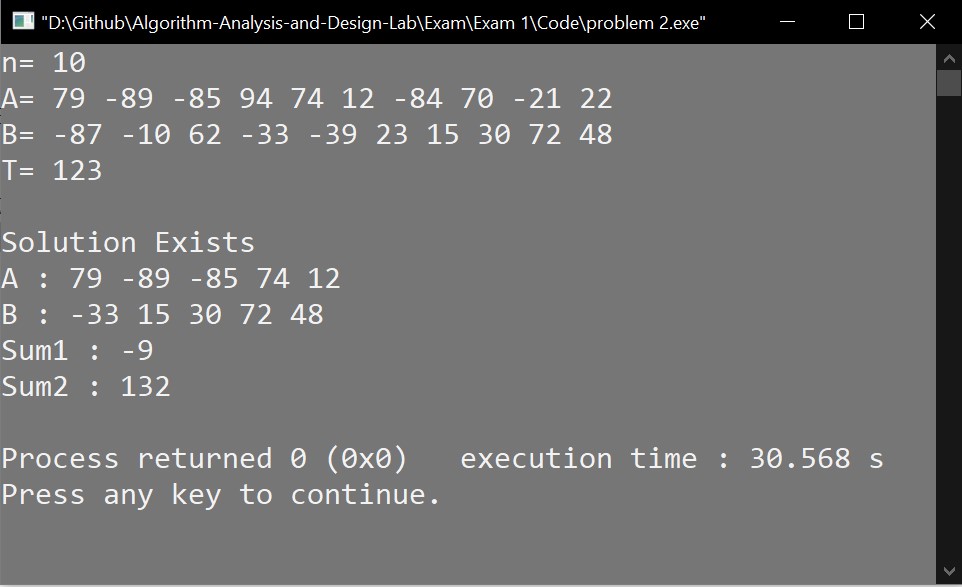 "D:\Github\Algorithm-Analysis-and-Design-Lab\Exam\Exam 1\Code\problem 2.exe"
n= 10
A= 79 -89 -85 94 74 12 -84 70 -21 22
B= -87 -10 62 -33 -39 23 15 30 72 48
T= 123
Solution Exists
A : 79 -89 -85 74 12
B : -33 15 30 72 48
Sum1 : -9
Sum2 : 132
Process returned 0 (0x0)   execution time : 30.568 s
Press any key to continue.